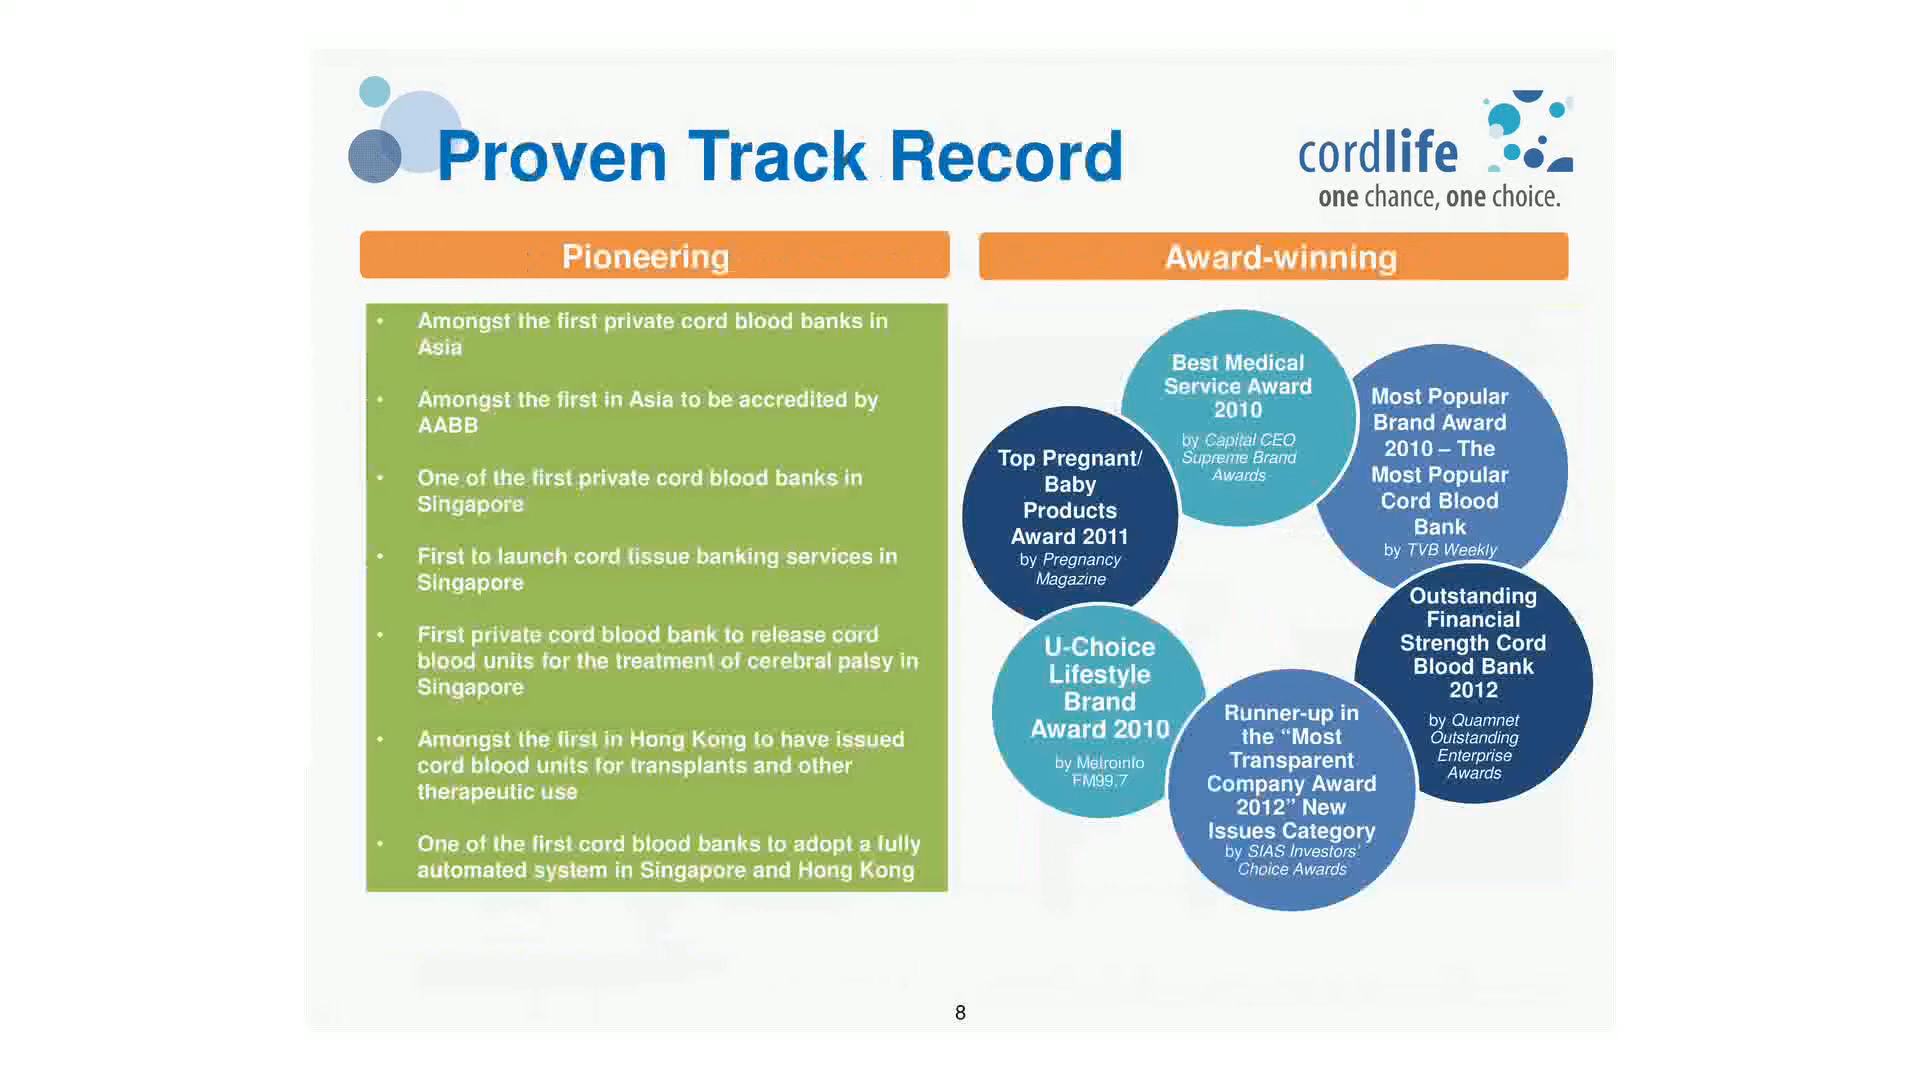 Proven Track Record
cordlife
one chance, one choice.
Pioneering
• Amongst the first private cord blood banks in
Asia
• Amongst the first in Asia to be accredited by
AABB
• One of the first private cord blood banks in
Singapore
• First to launch cord tissue banking services in
Singapore
• First private cord blood bank to release cord
blood units for the treatment of cerebral palsy in
Singapore
• Amongst the first in Hong Kong to have issued
cord blood units for transplants and other
therapeutic use
• One of the first cord blood banks to adopt a fully
automated system in Singapore and Hong Kong
Award-winning
Best Medical
Service Award
2010
by Capital CEO
Supreme Brand
Awards
Most Popular
Brand Award
2010 – The
Most Popular
Cord Blood
Bank
by TVB Weekly
Outstanding
Financial
Strength Cord
Blood Bank
2012
by Quamnet
Outstanding
Enterprise
Awards
Runner-up in
the “Most
Transparent
Company Award
2012” New
Issues Category
by SIAS Investors’
Choice Awards
U-Choice
Lifestyle
Brand
Award 2010
by Metroinfo
FM99.7
Top Pregnant/
Baby
Products
Award 2011
by Pregnancy
Magazine
8